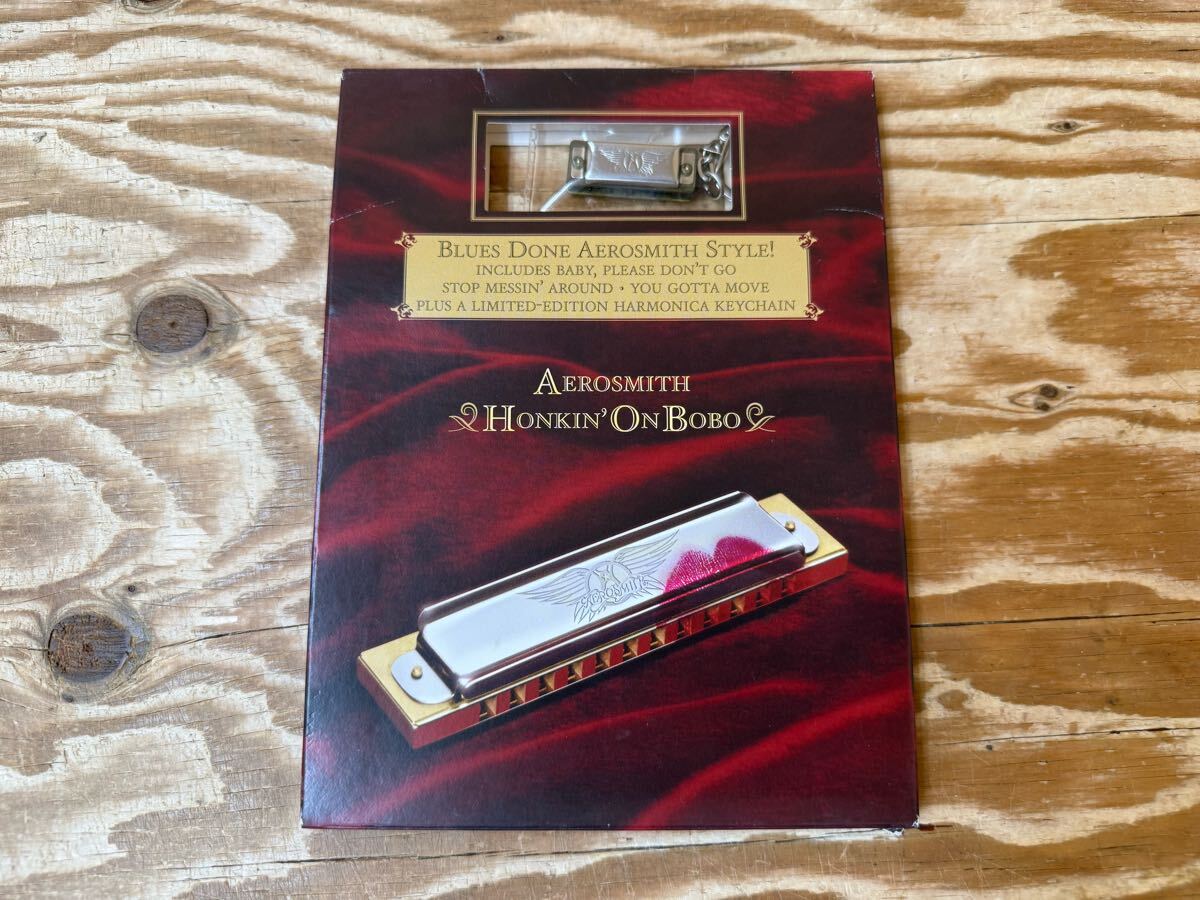 BLUES DONE AEROSMITH STYLE!
INCLUDES BABY, PLEASE DON'T GO
STOP MESSIN' AROUND • YOU GOTTA MOVE
PLUS A LIMITED-EDITION HARMONICA KEYCHAIN
AEROSMITH
HONKIN' ON BOBO
AEROSMITH